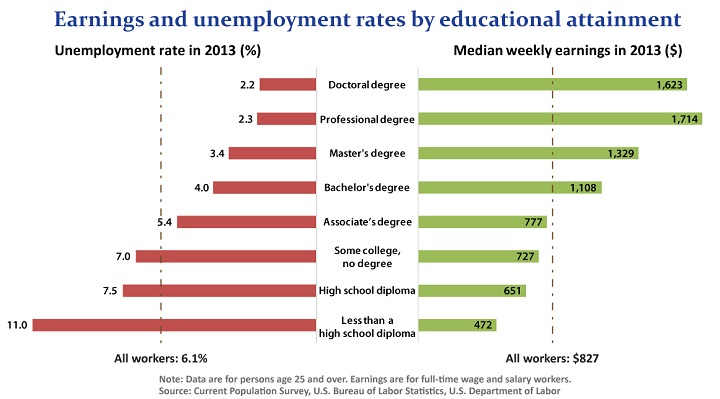 Earnings and unemployment rates by educational attainment
Unemployment rate in 2013 (%)
Median weekly earnings in 2013 ($)
2.2 Doctoral degree 1,623
2.3 Professional degree 1,714
3.4 Master's degree 1,329
4.0 Bachelor's degree 1,108
5.4 Associate's degree 777
7.0 Some college, 727
no degree
7.5 High school diploma 651
11.0 Less than a 472
high school diploma
All workers: 6.1%
All workers: $827
Note: Data are for persons age 25 and over. Earnings are for full-time wage and salary workers.
Source: Current Population Survey, U.S. Bureau of Labor Statistics, U.S. Department of Labor